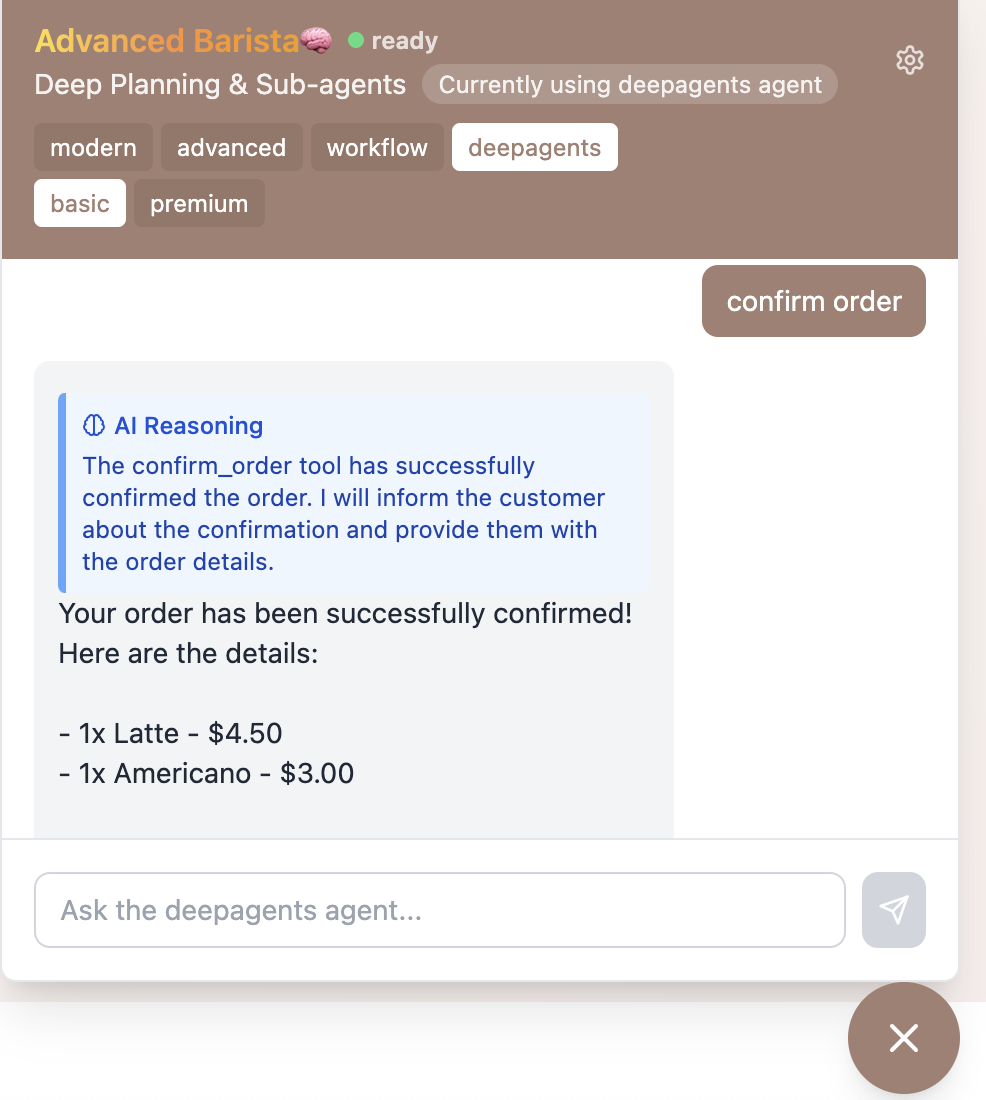 Advanced Barista🧠 ready
Deep Planning & Sub-agents Currently using deepagents agent
modern advanced workflow deepagents
basic premium
confirm order
AI Reasoning
The confirm_order tool has successfully
confirmed the order. I will inform the customer
about the confirmation and provide them with
the order details.
Your order has been successfully confirmed!
Here are the details:
- 1x Latte - $4.50
- 1x Americano - $3.00
Ask the deepagents agent...